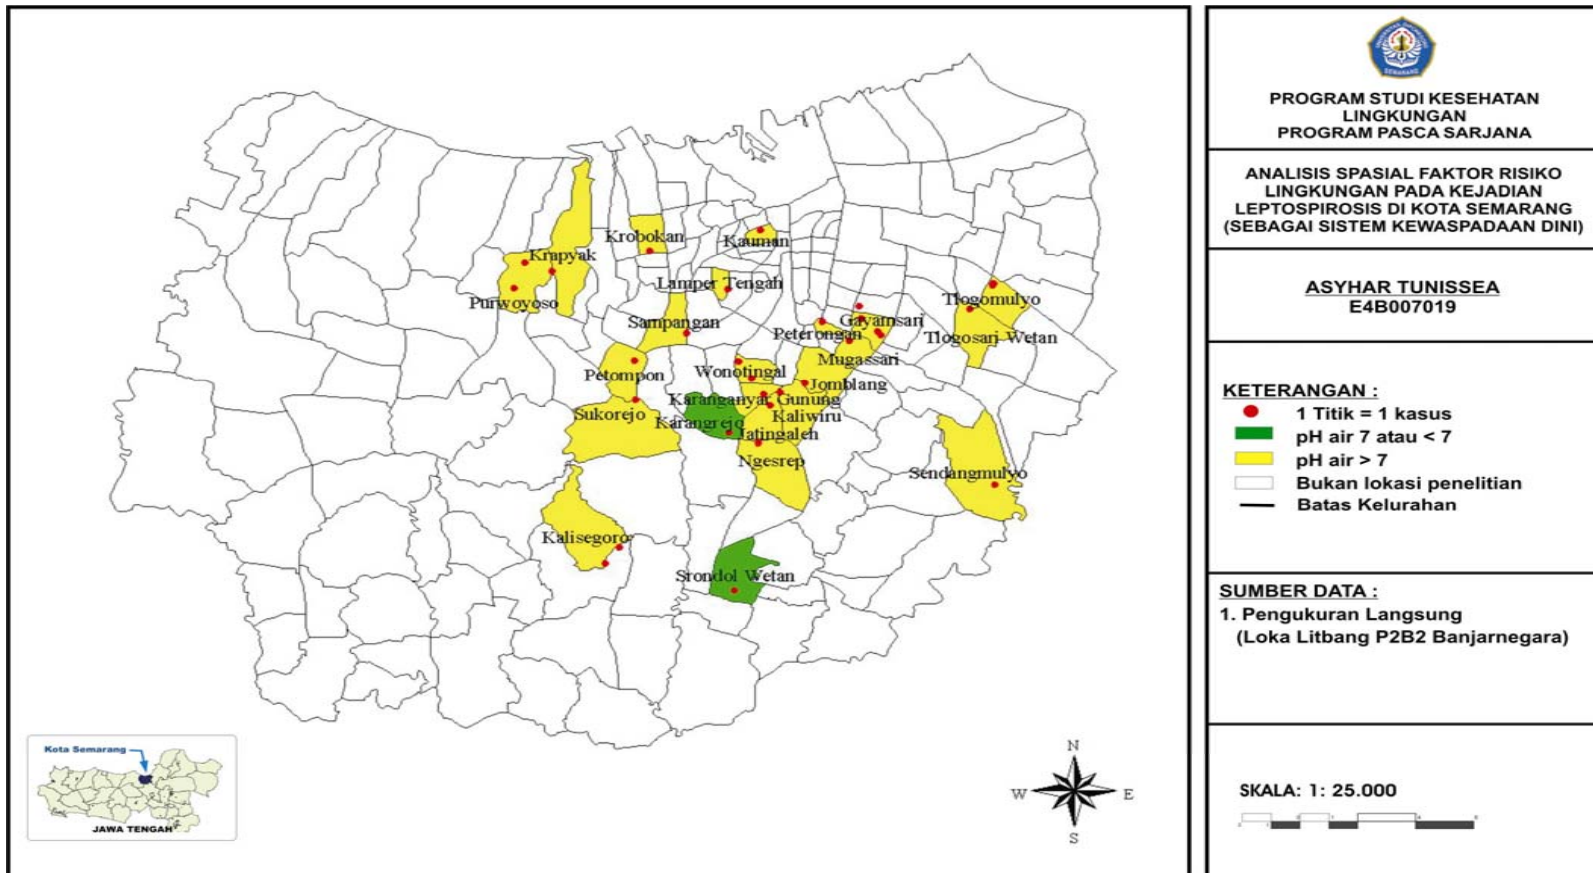 Krobokan
Kauman
Krapyak
Lamper Tengah
Purwoyoso
Tlogomulyo
Sampangan
Gayamsari
Peterongan
Tlogosari Wetan
Mugassari
Petompon
Wonotingal
Jomblang
Karanganyar Gunung
Sukorejo
Kaliwiru
Karangrejo
Jatingaleh
Ngesrep
Sendangmulyo
Kalisegoro
Srondol Wetan
Kota Semarang
JAWA TENGAH
N
W
E
S
SEMARANG
PROGRAM STUDI KESEHATAN
LINGKUNGAN
PROGRAM PASCA SARJANA
ANALISIS SPASIAL FAKTOR RISIKO
LINGKUNGAN PADA KEJADIAN
LEPTOSPIROSIS DI KOTA SEMARANG
(SEBAGAI SISTEM KEWASPADAAN DINI)
ASYHAR TUNISSEA
E4B007019
KETERANGAN :
1 Titik = 1 kasus
pH air 7 atau < 7
pH air > 7
Bukan lokasi penelitian
Batas Kelurahan
SUMBER DATA :
1. Pengukuran Langsung
(Loka Litbang P2B2 Banjarnegara)
SKALA: 1: 25.000